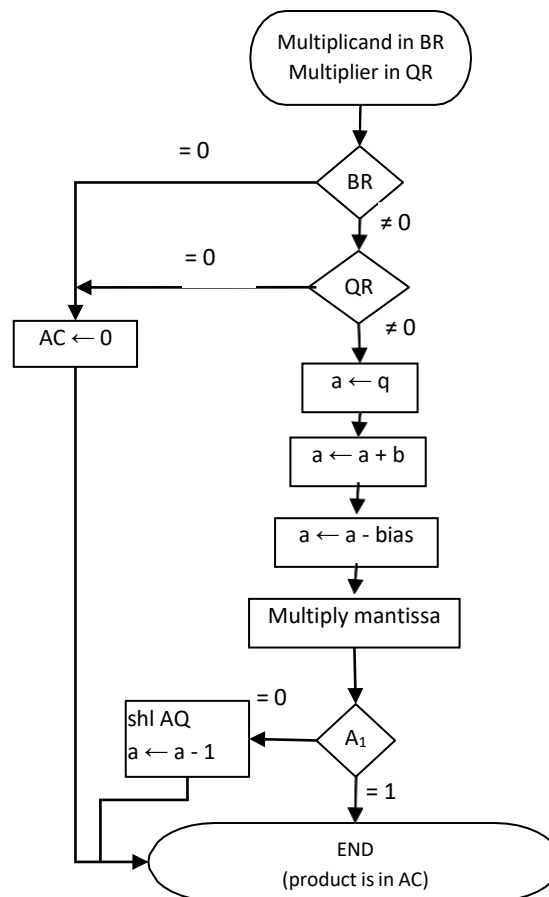 Multiplicand in BR
Multiplier in QR
= 0
BR
≠ 0
= 0
QR
≠ 0
AC ← 0
a ← q
a ← a + b
a ← a - bias
Multiply mantissa
= 0
shl AQ
a ← a - 1
A₁
= 1
END
(product is in AC)